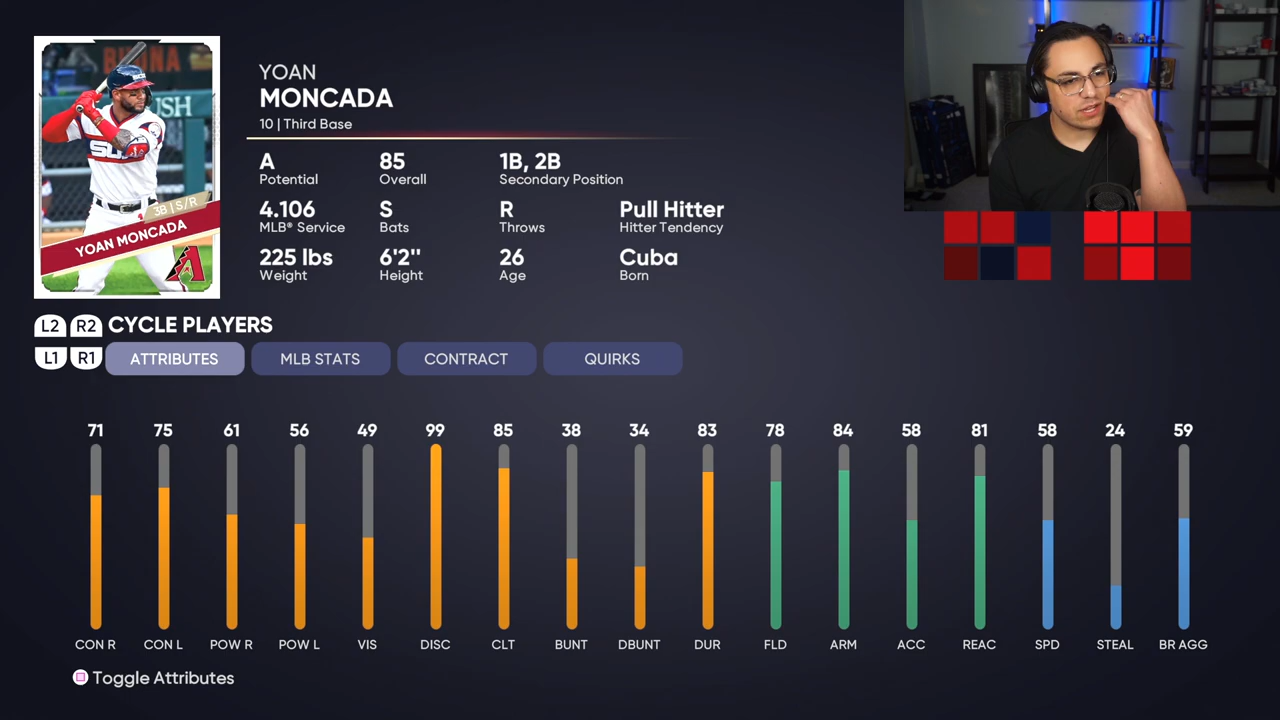 YOAN
MONCADA
10 | Third Base
A
Potential
85
Overall
1B, 2B
Secondary Position
4.106
MLB® Service
S
Bats
R
Throws
Pull Hitter
Hitter Tendency
225 lbs
Weight
6'2''
Height
26
Age
Cuba
Born
3B | S/R
YOAN MONCADA
L2 R2 CYCLE PLAYERS
L1 R1 ATTRIBUTES MLB STATS CONTRACT QUIRKS
71 75 61 56 49 99 85 38 34 83 78 84 58 81 58 24 59
CON R CON L POW R POW L VIS DISC CLT BUNT DBUNT DUR FLD ARM ACC REAC SPD STEAL BR AGG
Toggle Attributes